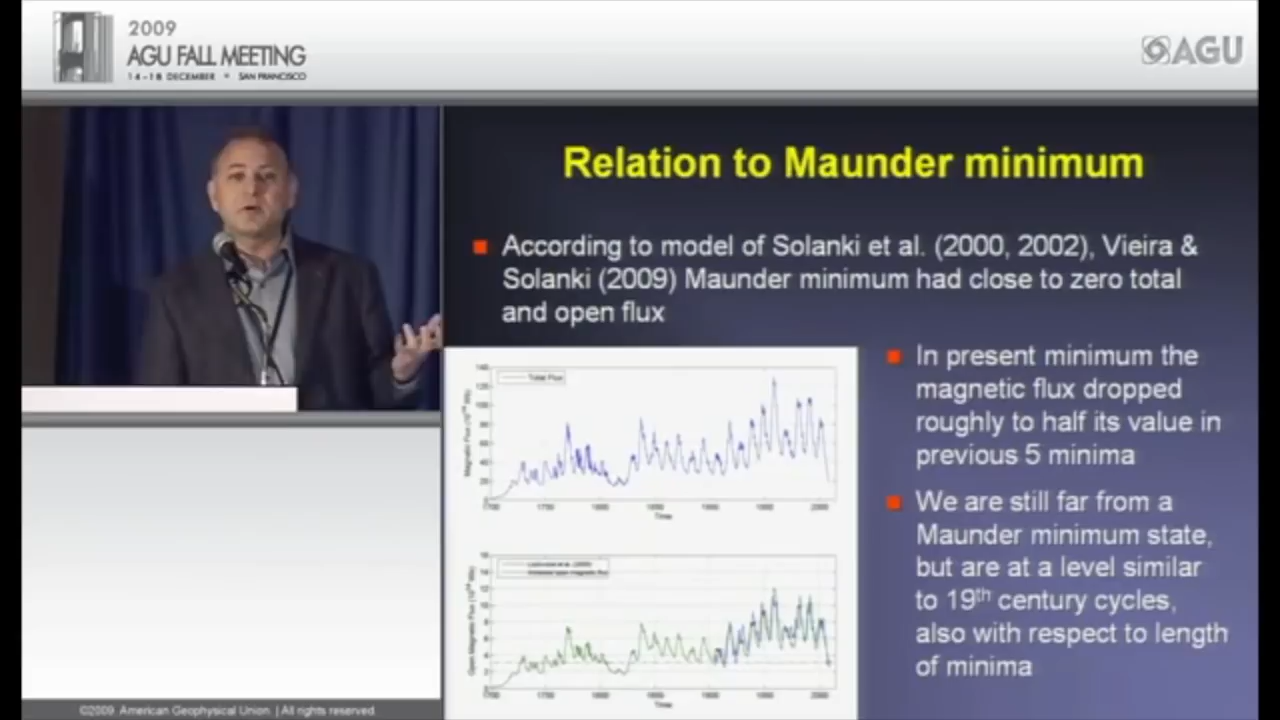 2009
AGU FALL MEETING
14-18 DECEMBER • SAN FRANCISCO
AGU
Relation to Maunder minimum
According to model of Solanki et al. (2000, 2002), Vieira &
Solanki (2009) Maunder minimum had close to zero total
and open flux
In present minimum the
magnetic flux dropped
roughly to half its value in
previous 5 minima
We are still far from a
Maunder minimum state,
but are at a level similar
to 19th century cycles,
also with respect to length
of minima
Total Flux
Time
Time
©2009 American Geophysical Union | All rights reserved.